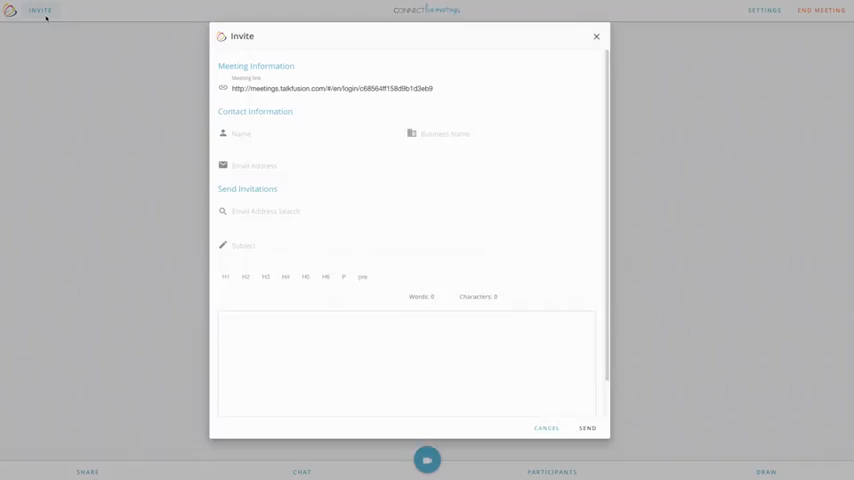 INVITE
CONNECT live meetings
SETTINGS
END MEETING
Invite
Meeting Information
Meeting link
http://meetings.talkfusion.com/#/en/login/c68564ff158d9b1d3eb9
Contact Information
Name
Business Name
Email Address
Send Invitations
Email Address Search
Subject
H1 H2 H3 H4 H5 H6 P pre
Words: 0 Characters: 0
CANCEL SEND
SHARE
CHAT
PARTICIPANTS
DRAW